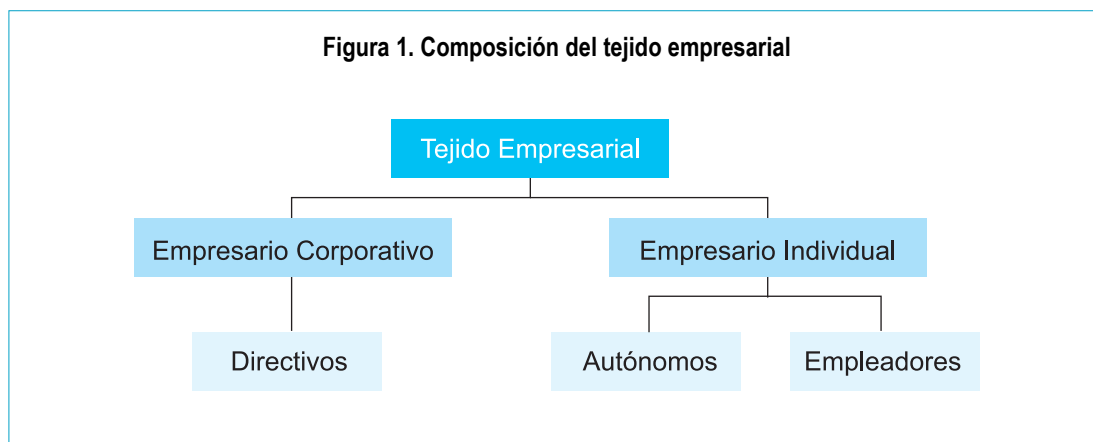 Figura 1. Composición del tejido empresarial
Tejido Empresarial
Empresario Corporativo
Empresario Individual
Directivos
Autónomos
Empleadores